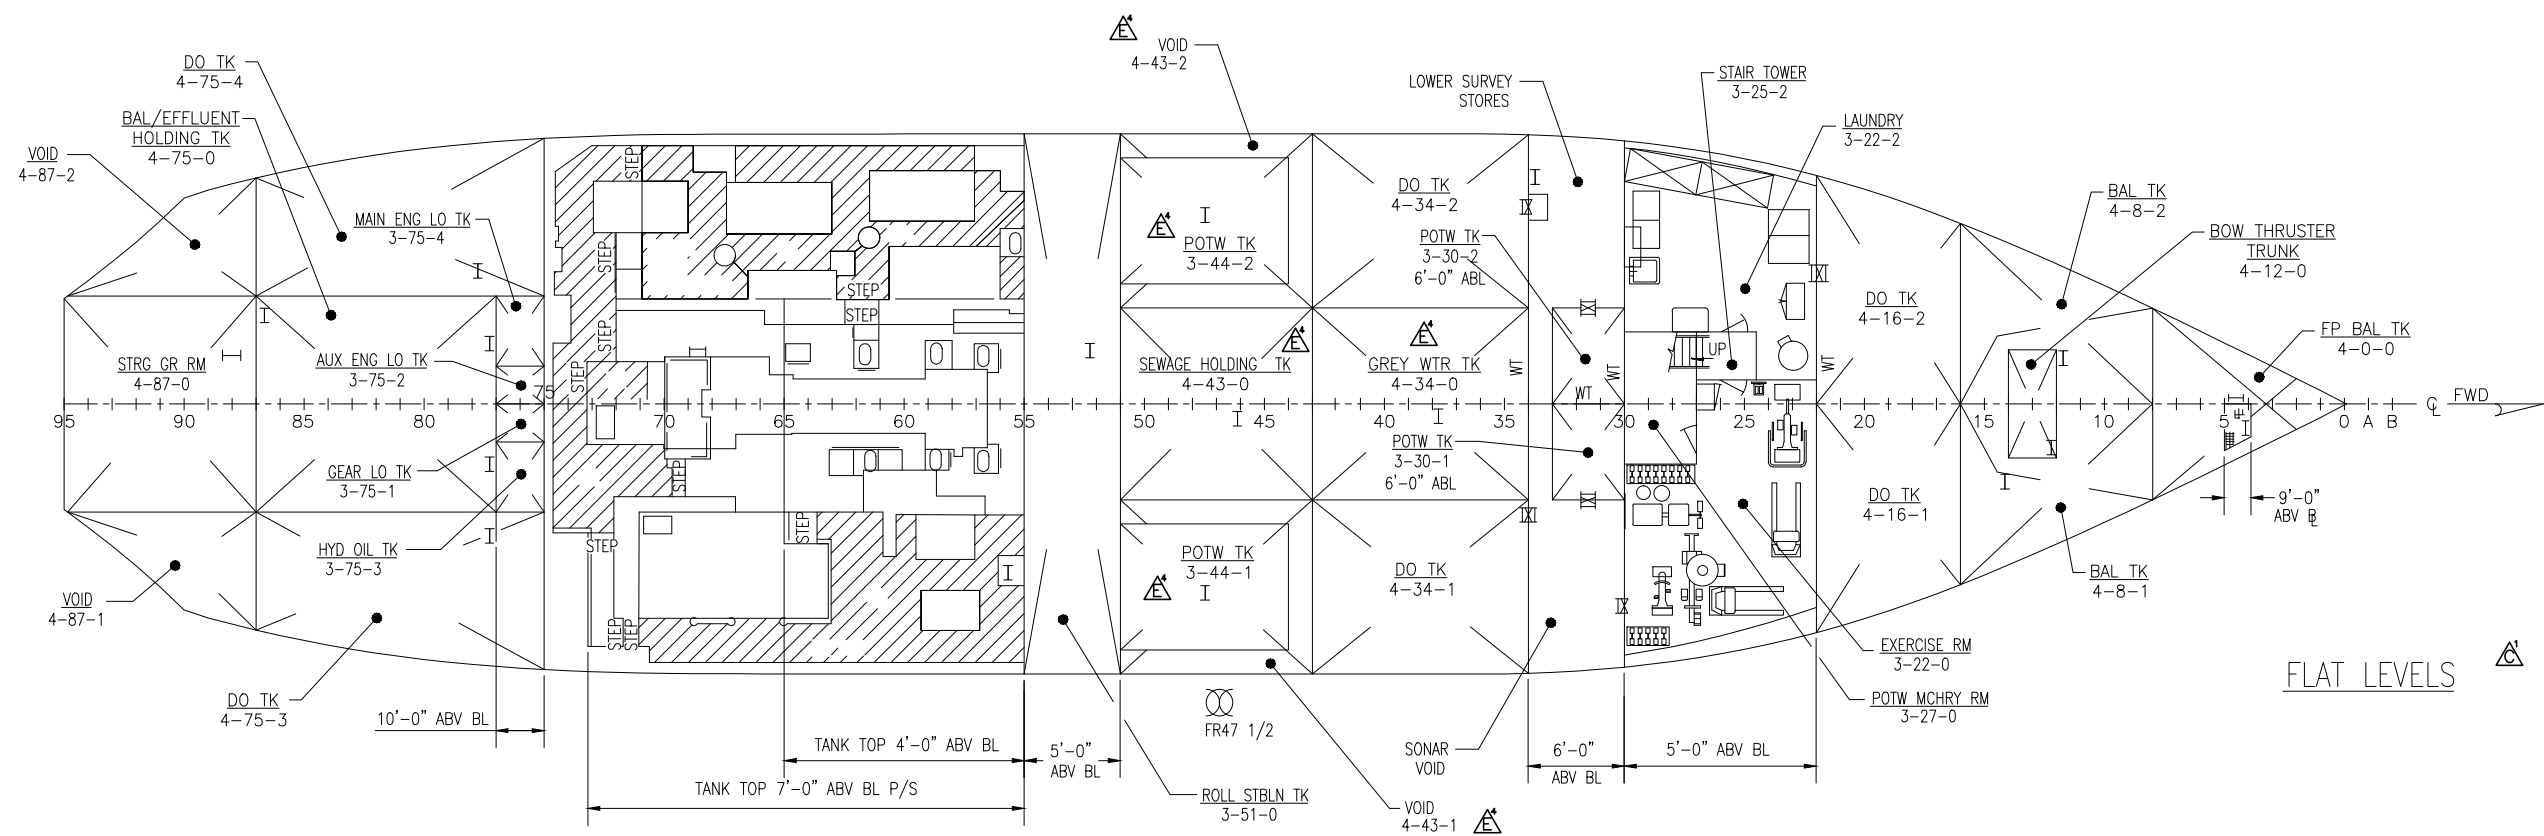 DO TK
4-75-4
BAL/EFFLUENT
HOLDING TK
4-75-0
VOID
4-87-2
MAIN ENG LO TK
3-75-4
STRG GR RM
4-87-0
AUX ENG LO TK
3-75-2
GEAR LO TK
3-75-1
HYD OIL TK
3-75-3
VOID
4-87-1
DO TK
4-75-3
10'-0" ABV BL
STEP
STEP
STEP
STEP
STEP
STEP
STEP
STEP
STEP
STEP
STEP
STEP
TANK TOP 4'-0" ABV BL
TANK TOP 7'-0" ABV BL P/S
5'-0"
ABV BL
E 4
VOID
4-43-2
E 4
POTW TK
3-44-2
SEWAGE HOLDING TK
4-43-0
E 4
POTW TK
3-44-1
E 4
FR47 1/2
ROLL STBLN TK
3-51-0
VOID
4-43-1
E 4
DO TK
4-34-2
E 4
GREY WTR TK
4-34-0
DO TK
4-34-1
LOWER SURVEY
STORES
POTW TK
3-30-2
6'-0" ABL
POTW TK
3-30-1
6'-0" ABL
WT
WT
WT
WT
SONAR
VOID
6'-0"
ABV BL
5'-0" ABV BL
STAIR TOWER
3-25-2
LAUNDRY
3-22-2
UP
EXERCISE RM
3-22-0
POTW MCHRY RM
3-27-0
DO TK
4-16-2
DO TK
4-16-1
BAL TK
4-8-2
BOW THRUSTER
TRUNK
4-12-0
FP BAL TK
4-0-0
BAL TK
4-8-1
9'-0"
ABV BL
95 90 80 75 70 65 60 55 50 45 40 35 30 25 20 15 10 5 0 A B CL FWD
FLAT LEVELS
C 1